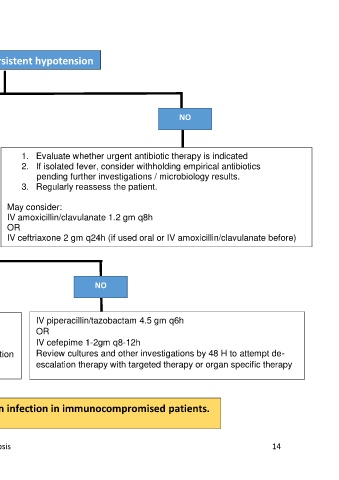 hypotension
NO
1. Evaluate whether urgent antibiotic therapy is indicated
2. If isolated fever, consider withholding empirical antibiotics
pending further investigations / microbiology results.
3. Regularly reassess the patient.
May consider:
IV amoxicillin/clavulanate 1.2 gm q8h
OR
IV ceftriaxone 2 gm q24h (if used oral or IV amoxicillin/clavulanate before)
NO
IV piperacillin/tazobactam 4.5 gm q6h
OR
IV cefepime 1-2gm q8-12h
Review cultures and other investigations by 48 H to attempt de-
escalation therapy with targeted therapy or organ specific therapy
infection in immunocompromised patients.
14